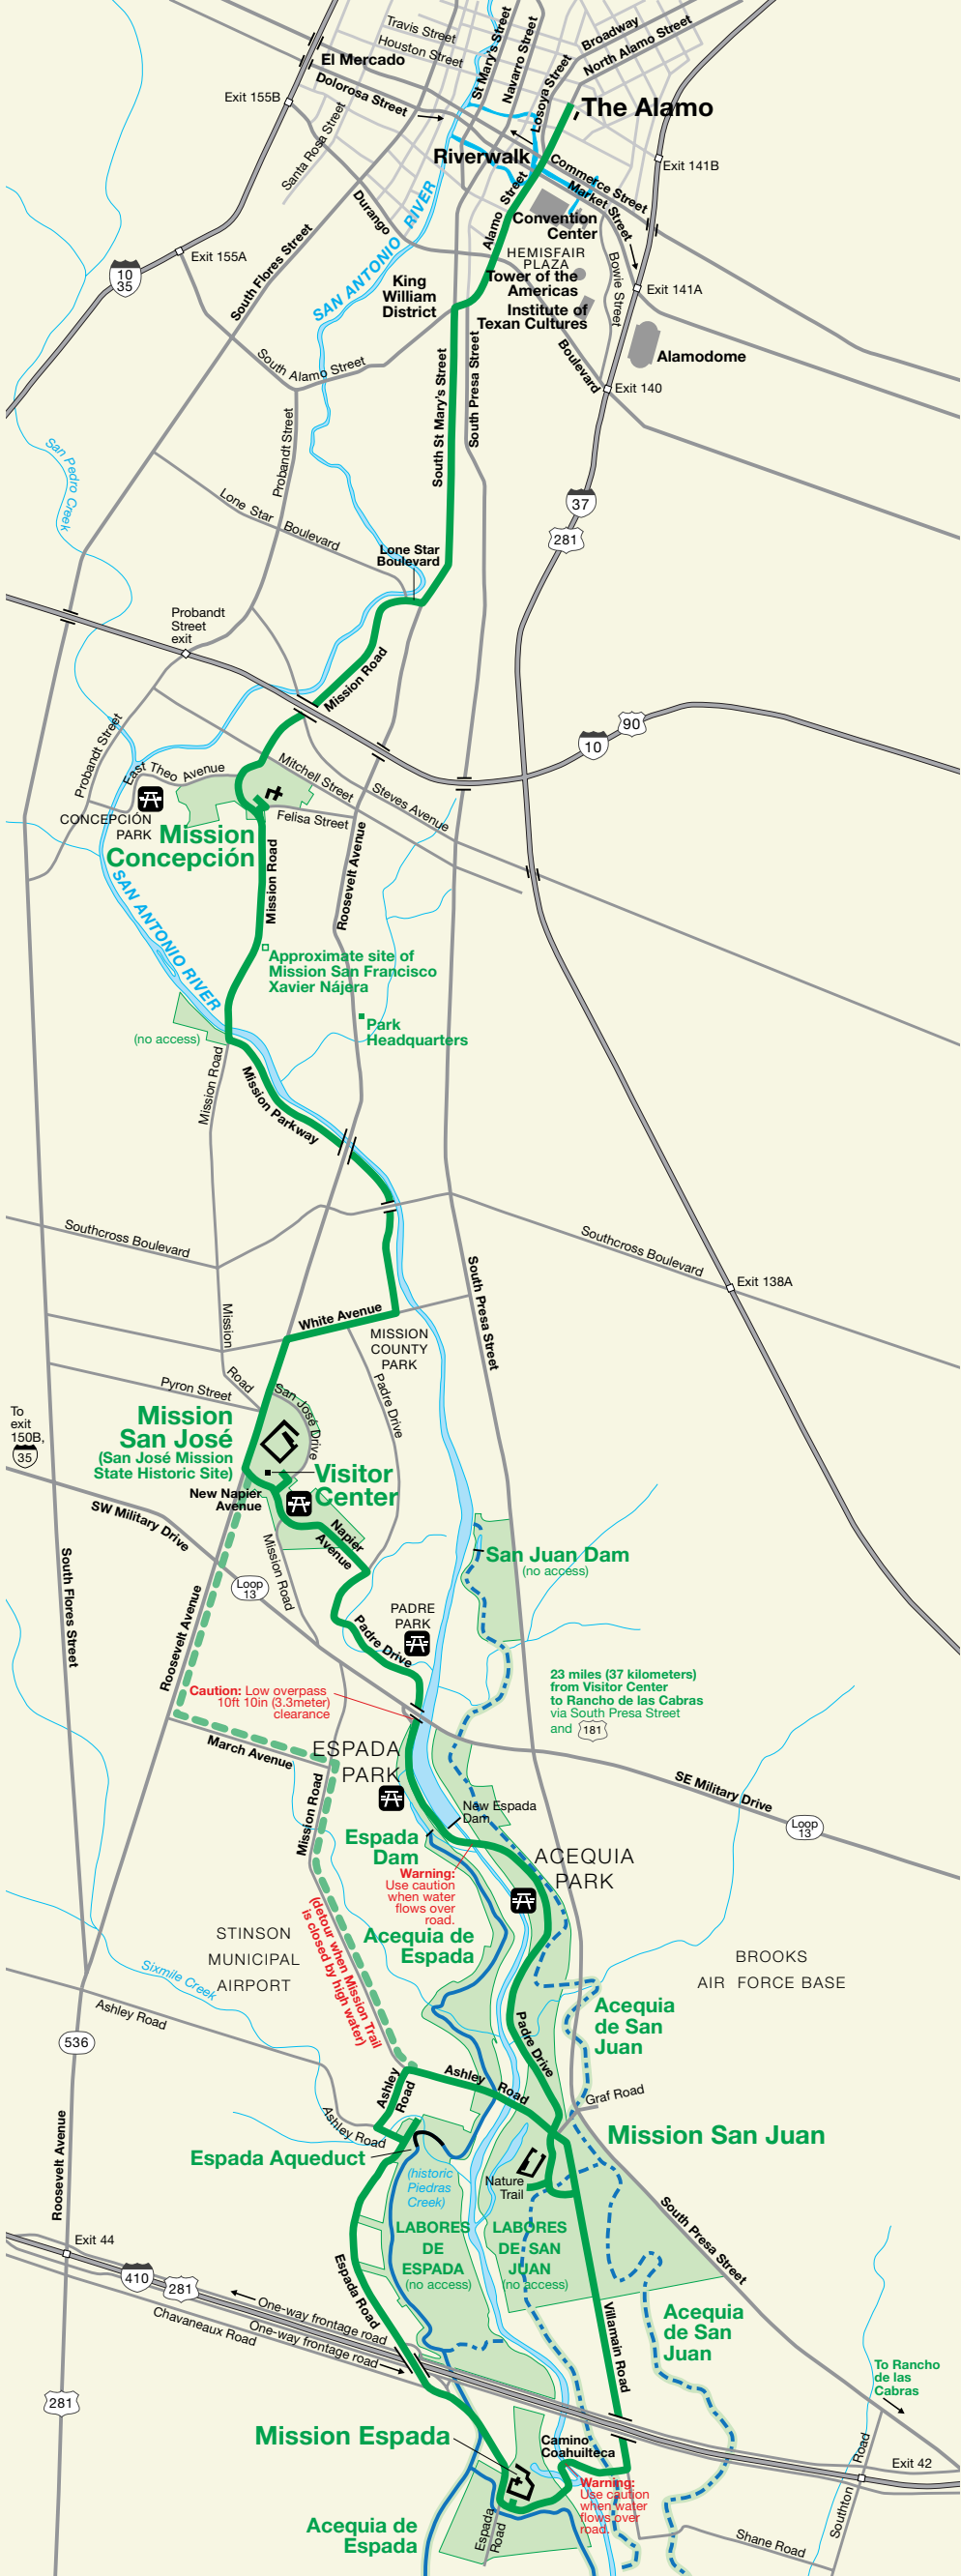 Travis Street
Houston Street
St Mary's Street
Navarro Street
Losoya Street
Broadway
North Alamo Street
El Mercado
Dolorosa Street
Exit 155B
The Alamo
Santa Rosa Street
Riverwalk
Commerce Street
Market Street
Exit 141B
Durango
SAN ANTONIO RIVER
Alamo Street
Convention
Center
HEMISFAIR
PLAZA
Exit 155A
10
35
South Flores Street
King
William
District
Tower of the
Americas
Institute of
Texan Cultures
Bowie Street
Exit 141A
Alamodome
South Alamo Street
South St Mary's Street
South Presa Street
Boulevard
Exit 140
San Pedro Creek
Probandt Street
Lone Star Boulevard
37
281
Lone Star
Boulevard
Probandt
Street
exit
Mission Road
90
10
Probandt Street
East Theo Avenue
Mitchell Street
Steves Avenue
CONCEPCIÓN
PARK
Mission
Concepción
Felisa Street
Mission Road
Roosevelt Avenue
SAN ANTONIO RIVER
Approximate site of
Mission San Francisco
Xavier Nájera
Park
Headquarters
(no access)
Mission Road
Mission Parkway
Southcross Boulevard
Southcross Boulevard
Exit 138A
South Presa Street
White Avenue
Mission
Road
MISSION
COUNTY
PARK
Pyron Street
San José Drive
Padre Drive
To
exit
150B,
35
Mission
San José
(San José Mission
State Historic Site)
Visitor
Center
New Napier
Avenue
SW Military Drive
Napier
Avenue
Mission Road
San Juan Dam
(no access)
Loop
13
South Flores Street
Roosevelt Avenue
PADRE
PARK
Padre Drive
Caution: Low overpass
10ft 10in (3.3meter)
clearance
23 miles (37 kilometers)
from Visitor Center
to Rancho de las Cabras
via South Presa Street
and 181
March Avenue
ESPADA
PARK
Mission Road
New Espada
Dam
SE Military Drive
Loop
13
Espada
Dam
Warning:
Use caution
when water
flows over
road.
ACEQUIA
PARK
(detour when Mission Trail
is closed by high water)
Acequia de
Espada
STINSON
MUNICIPAL
AIRPORT
BROOKS
AIR FORCE BASE
Sixmile Creek
Ashley Road
536
Acequia
de San
Juan
Padre Drive
Ashley Road
Ashley
Road
Graf Road
Ashley Road
Mission San Juan
Espada Aqueduct
(historic
Piedras
Creek)
Nature
Trail
Roosevelt Avenue
LABORES
DE
ESPADA
(no access)
LABORES
DE SAN
JUAN
(no access)
South Presa Street
Exit 44
410
281
Espada Road
One-way frontage road
One-way frontage road
Chavaneaux Road
Villamain Road
Acequia
de San
Juan
To Rancho
de las
Cabras
281
Mission Espada
Camino
Coahuilteca
Warning:
Use caution
when water
flows over
road.
Exit 42
Southton Road
Shane Road
Espada
Road
Acequia de
Espada